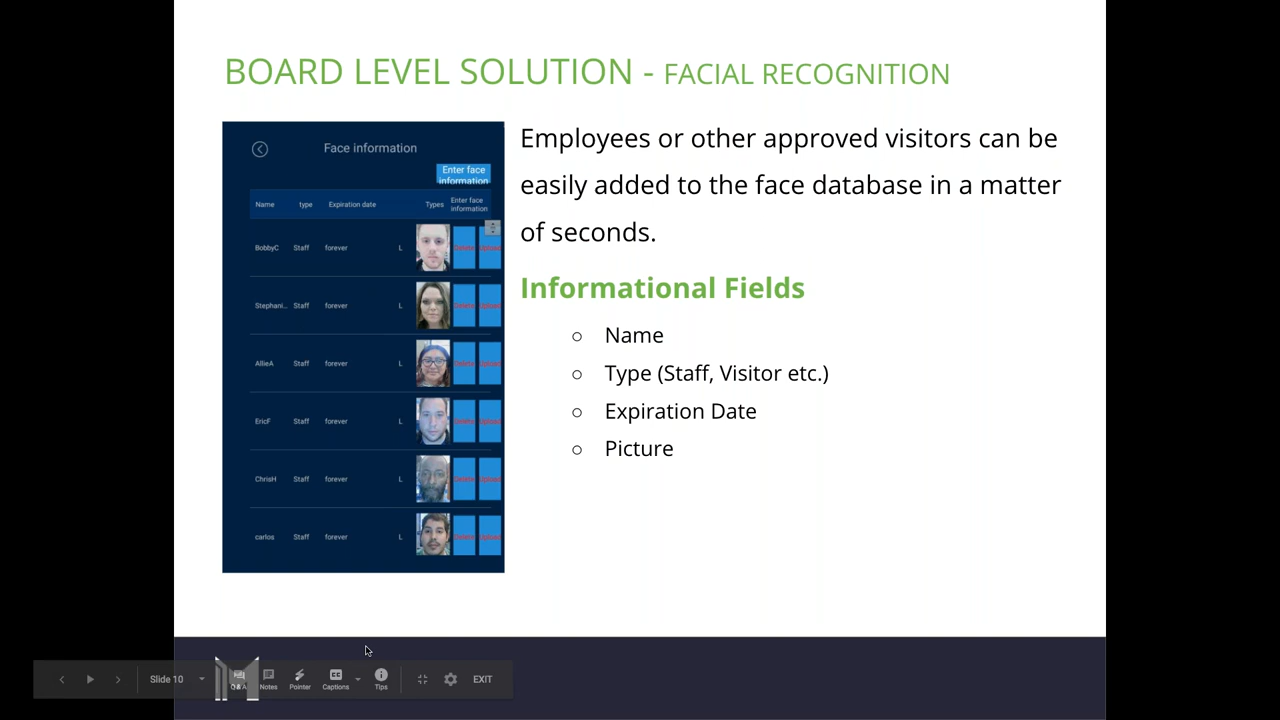 BOARD LEVEL SOLUTION - FACIAL RECOGNITION
Face information
Enter face
information
Name type Expiration date Types Enter face
information
BobbyC Staff forever L
Stephani... Staff forever L
AllieA Staff forever L
EricF Staff forever L
ChrisH Staff forever L
carlos Staff forever L
Employees or other approved visitors can be
easily added to the face database in a matter
of seconds.
Informational Fields
Name
Type (Staff, Visitor etc.)
Expiration Date
Picture
Slide 10 Notes Pointer Captions Tips EXIT